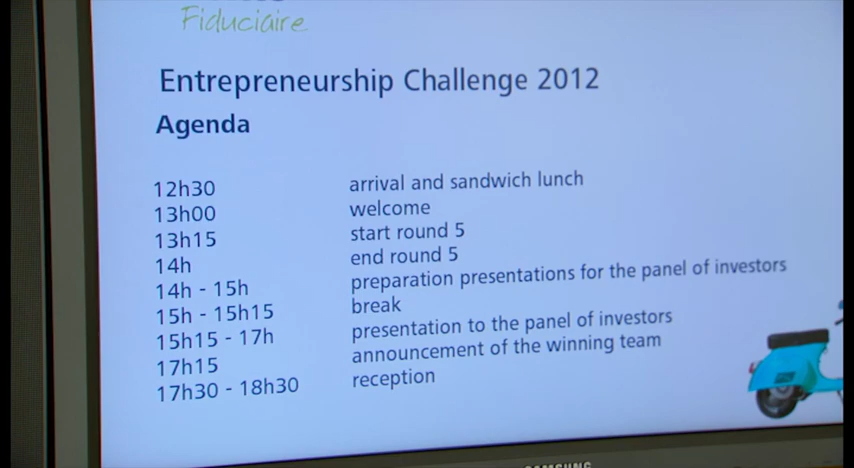 Fiduciaire
Entrepreneurship Challenge 2012
Agenda
12h30 arrival and sandwich lunch
13h00 welcome
13h15 start round 5
14h end round 5
14h - 15h preparation presentations for the panel of investors
15h - 15h15 break
15h15 - 17h presentation to the panel of investors
17h15 announcement of the winning team
17h30 - 18h30 reception
SAMSUNG